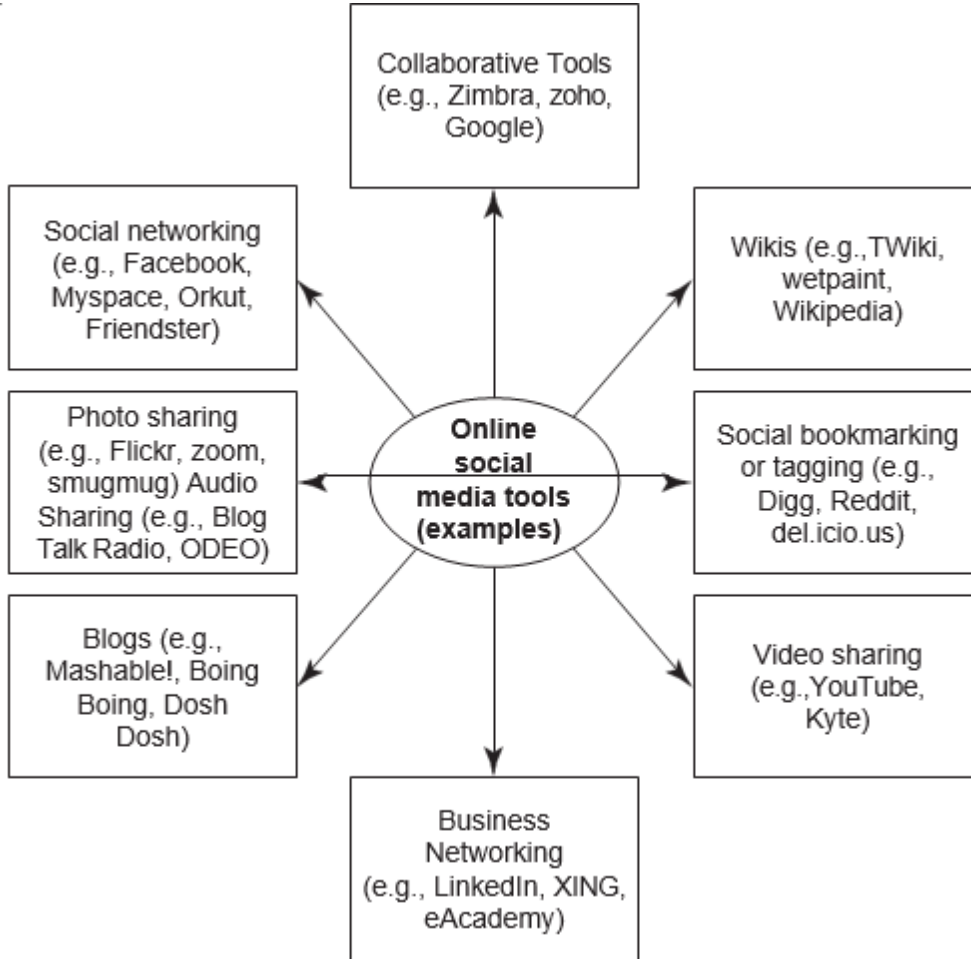 Collaborative Tools
(e.g., Zimbra, zoho,
Google)
Social networking
(e.g., Facebook,
Myspace, Orkut,
Friendster)
Wikis (e.g.,TWiki,
wetpaint,
Wikipedia)
Photo sharing
(e.g., Flickr, zoom,
smugmug) Audio
Sharing (e.g., Blog
Talk Radio, ODEO)
Online
social
media tools
(examples)
Social bookmarking
or tagging (e.g.,
Digg, Reddit,
del.icio.us)
Blogs (e.g.,
Mashable!, Boing
Boing, Dosh
Dosh)
Video sharing
(e.g.,YouTube,
Kyte)
Business
Networking
(e.g., LinkedIn, XING,
eAcademy)